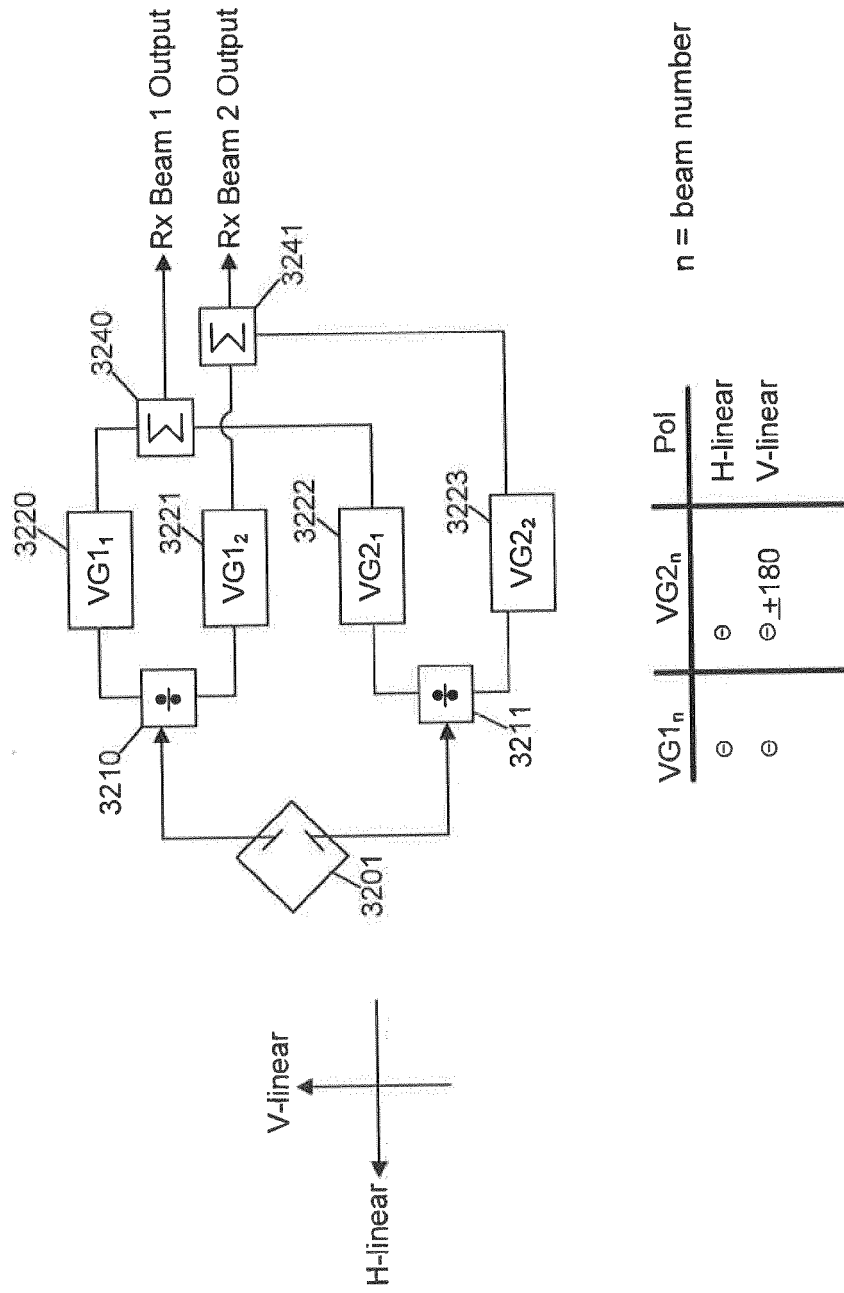 V-linear
H-linear
3201
3210
÷
3211
÷
3220
VG1₁
3221
VG1₂
3222
VG2₁
3223
VG2₂
3240
Σ
3241
Σ
Rx Beam 1 Output
Rx Beam 2 Output
VG1ₙ VG2ₙ Pol
Θ Θ H-linear
Θ Θ±180 V-linear
n = beam number